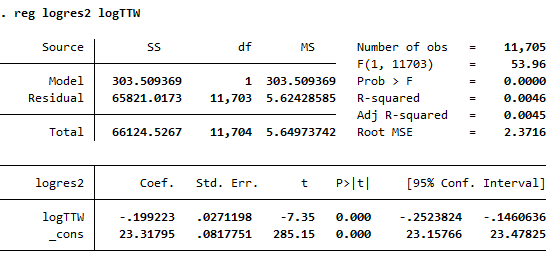 . reg logres2 logTTW
Source SS df MS Number of obs = 11,705
F(1, 11703) = 53.96
Model 303.509369 1 303.509369 Prob > F = 0.0000
Residual 65821.0173 11,703 5.62428585 R-squared = 0.0046
Adj R-squared = 0.0045
Total 66124.5267 11,704 5.64973742 Root MSE = 2.3716
logres2 Coef. Std. Err. t P>|t| [95% Conf. Interval]
logTTW -.199223 .0271198 -7.35 0.000 -.2523824 -.1460636
_cons 23.31795 .0817751 285.15 0.000 23.15766 23.47825